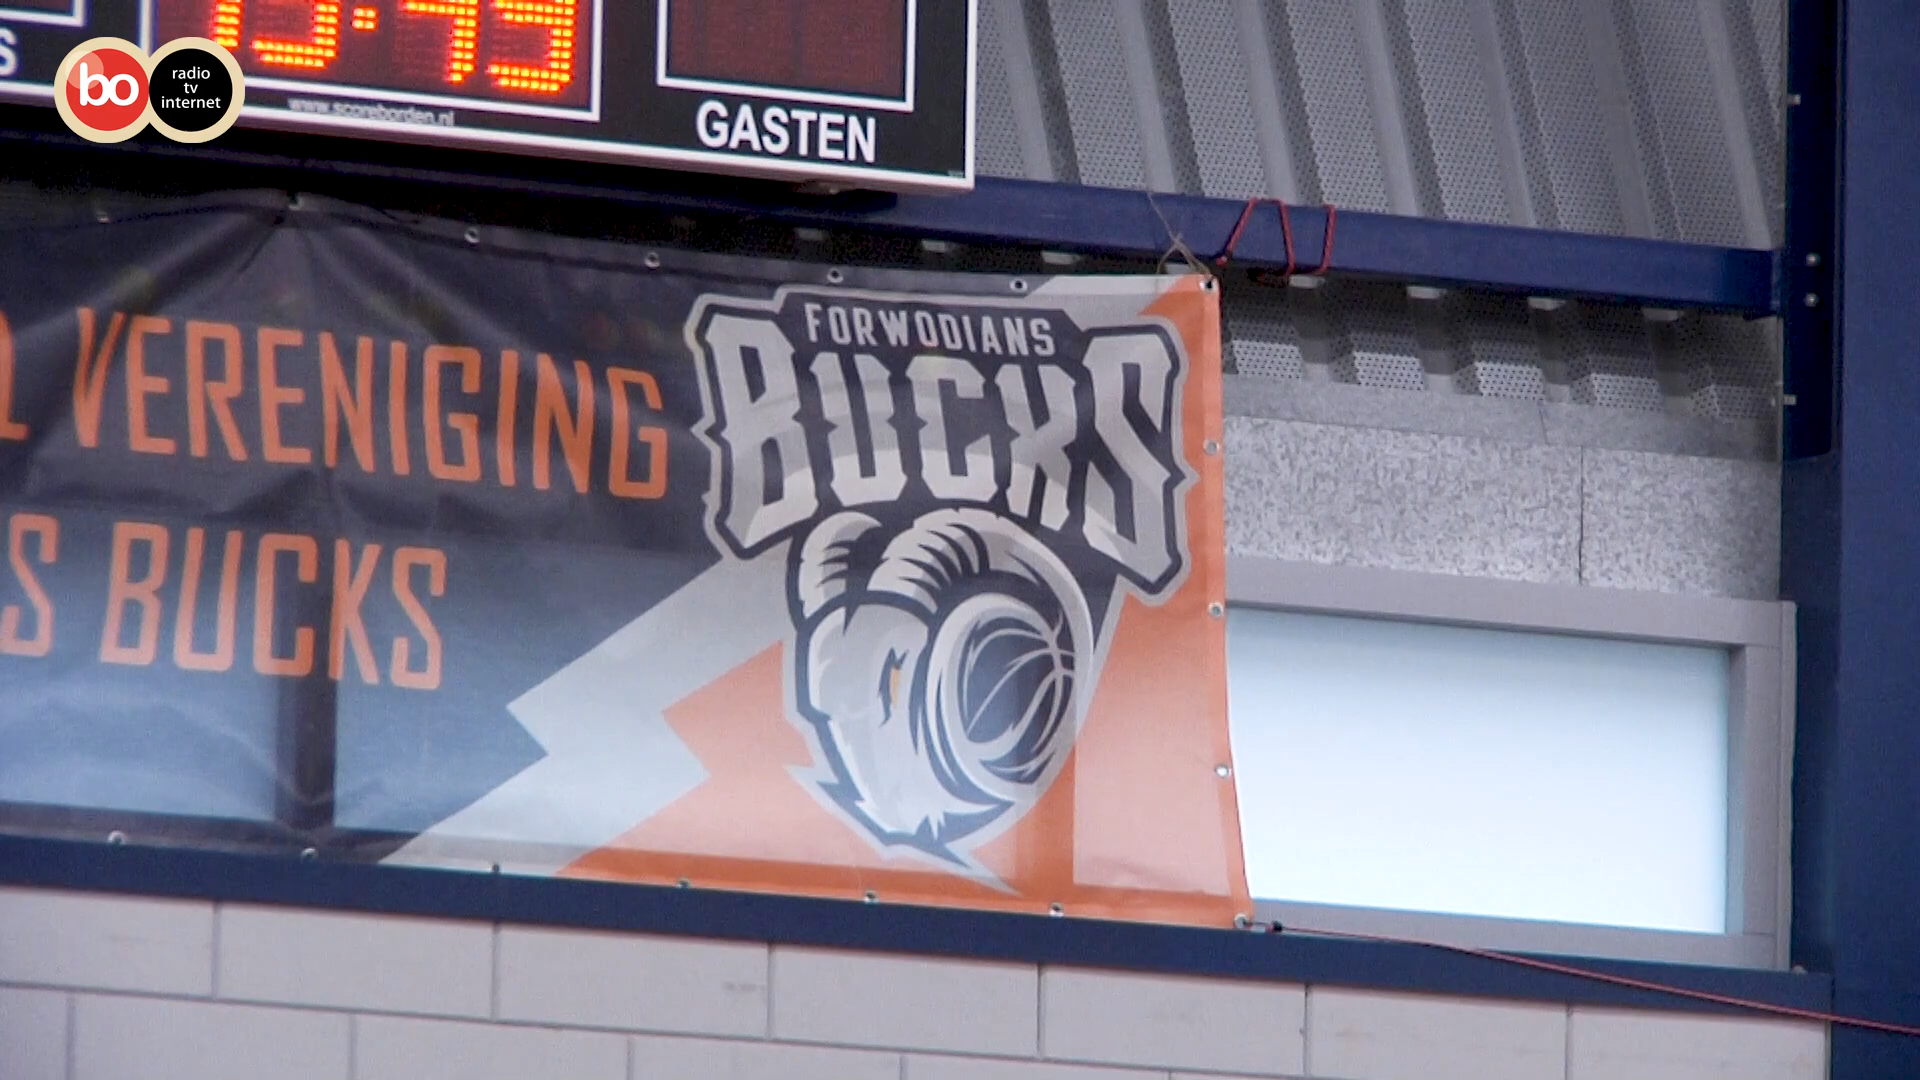 bo
radio
tv
internet
www.scoreborden.nl
GASTEN
VERENIGING
S BUCKS
FORWODIANS
BUCKS